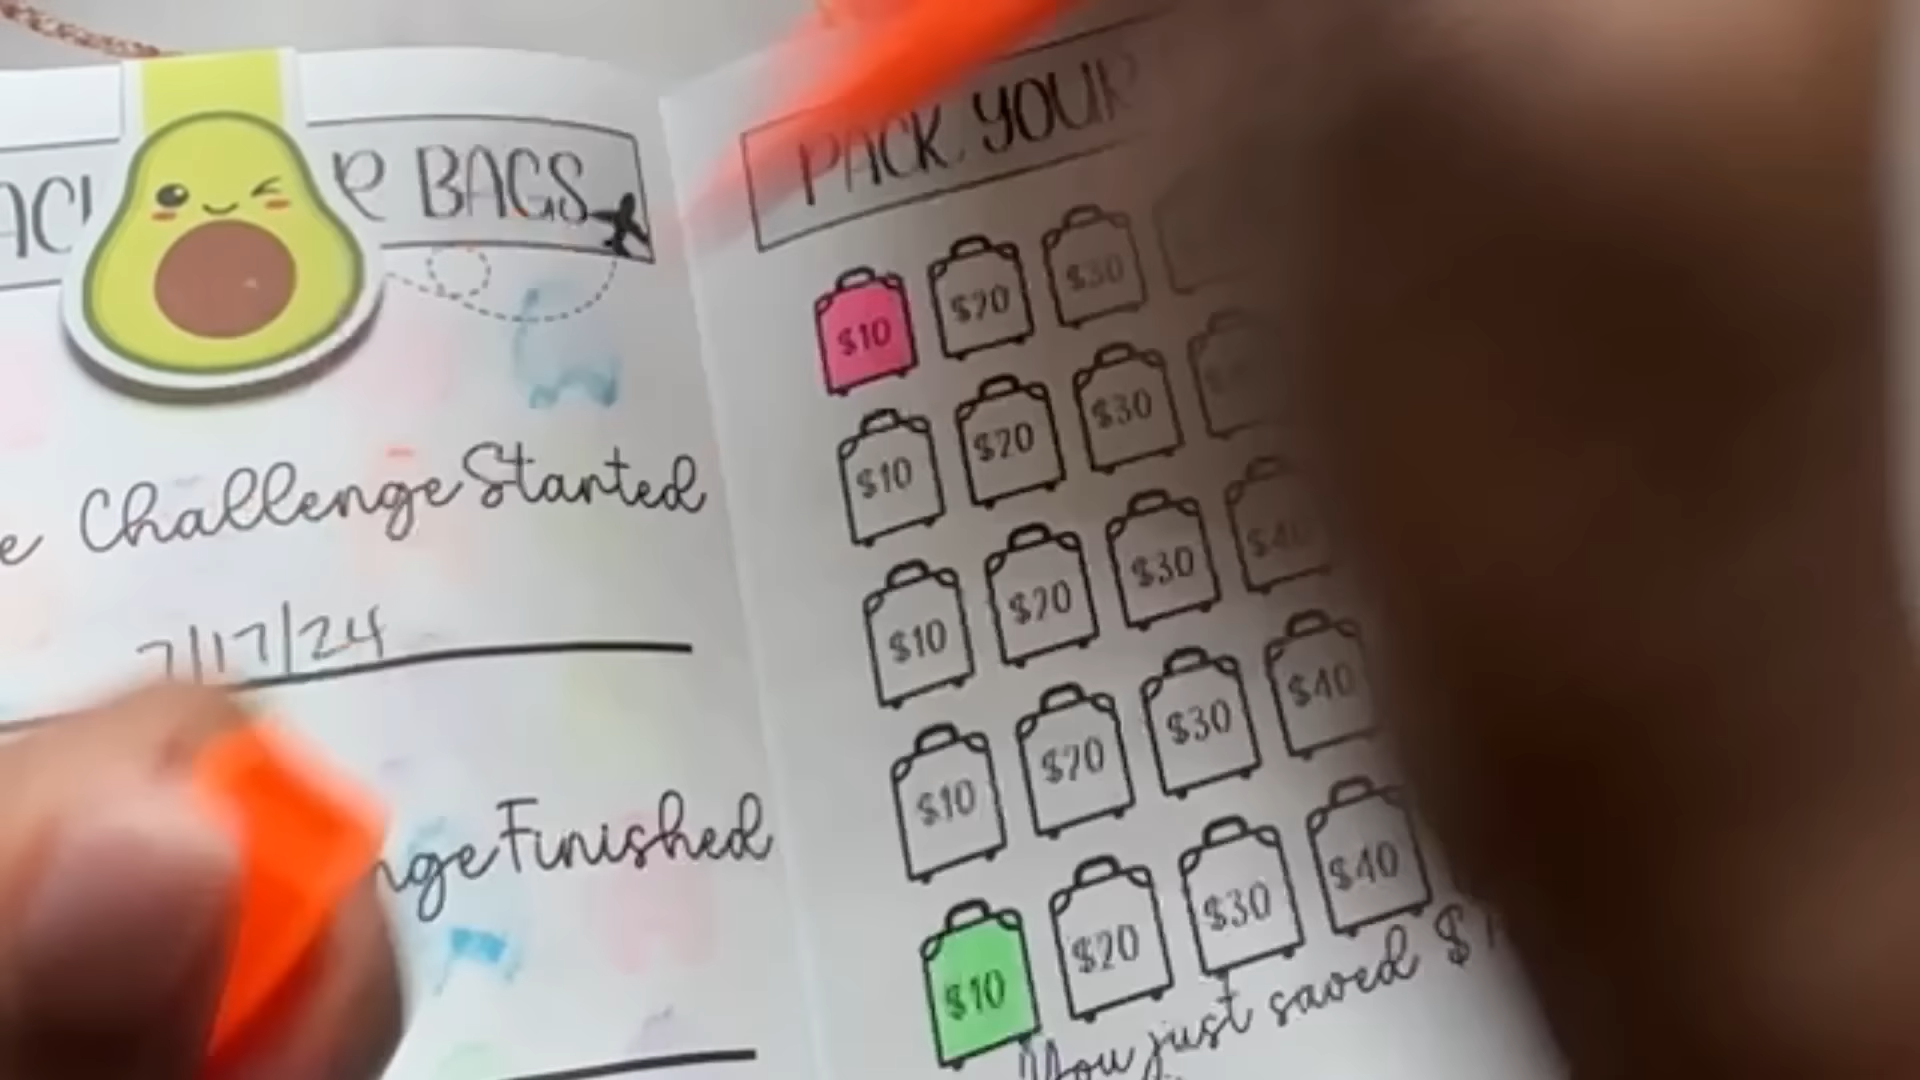 BAGS
Challenge Started
7/17/24
Finished
PACK YOUR
$10 $20 $30
$10 $20 $30
$10 $20 $30 $40
$10 $20 $30 $40
$10 $20 $30 $40
You just saved $